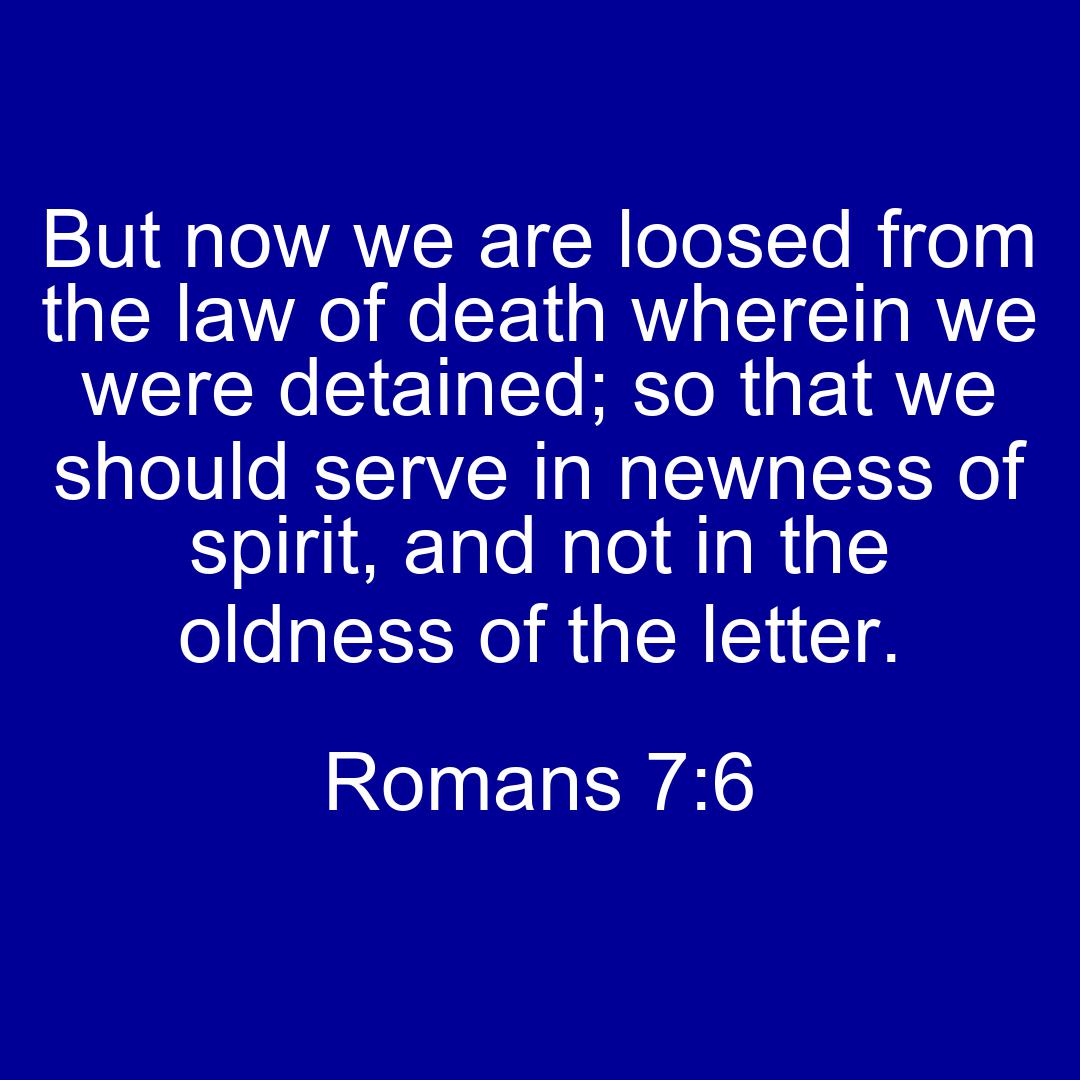 But now we are loosed from
the law of death wherein we
were detained; so that we
should serve in newness of
spirit, and not in the
oldness of the letter.
Romans 7:6